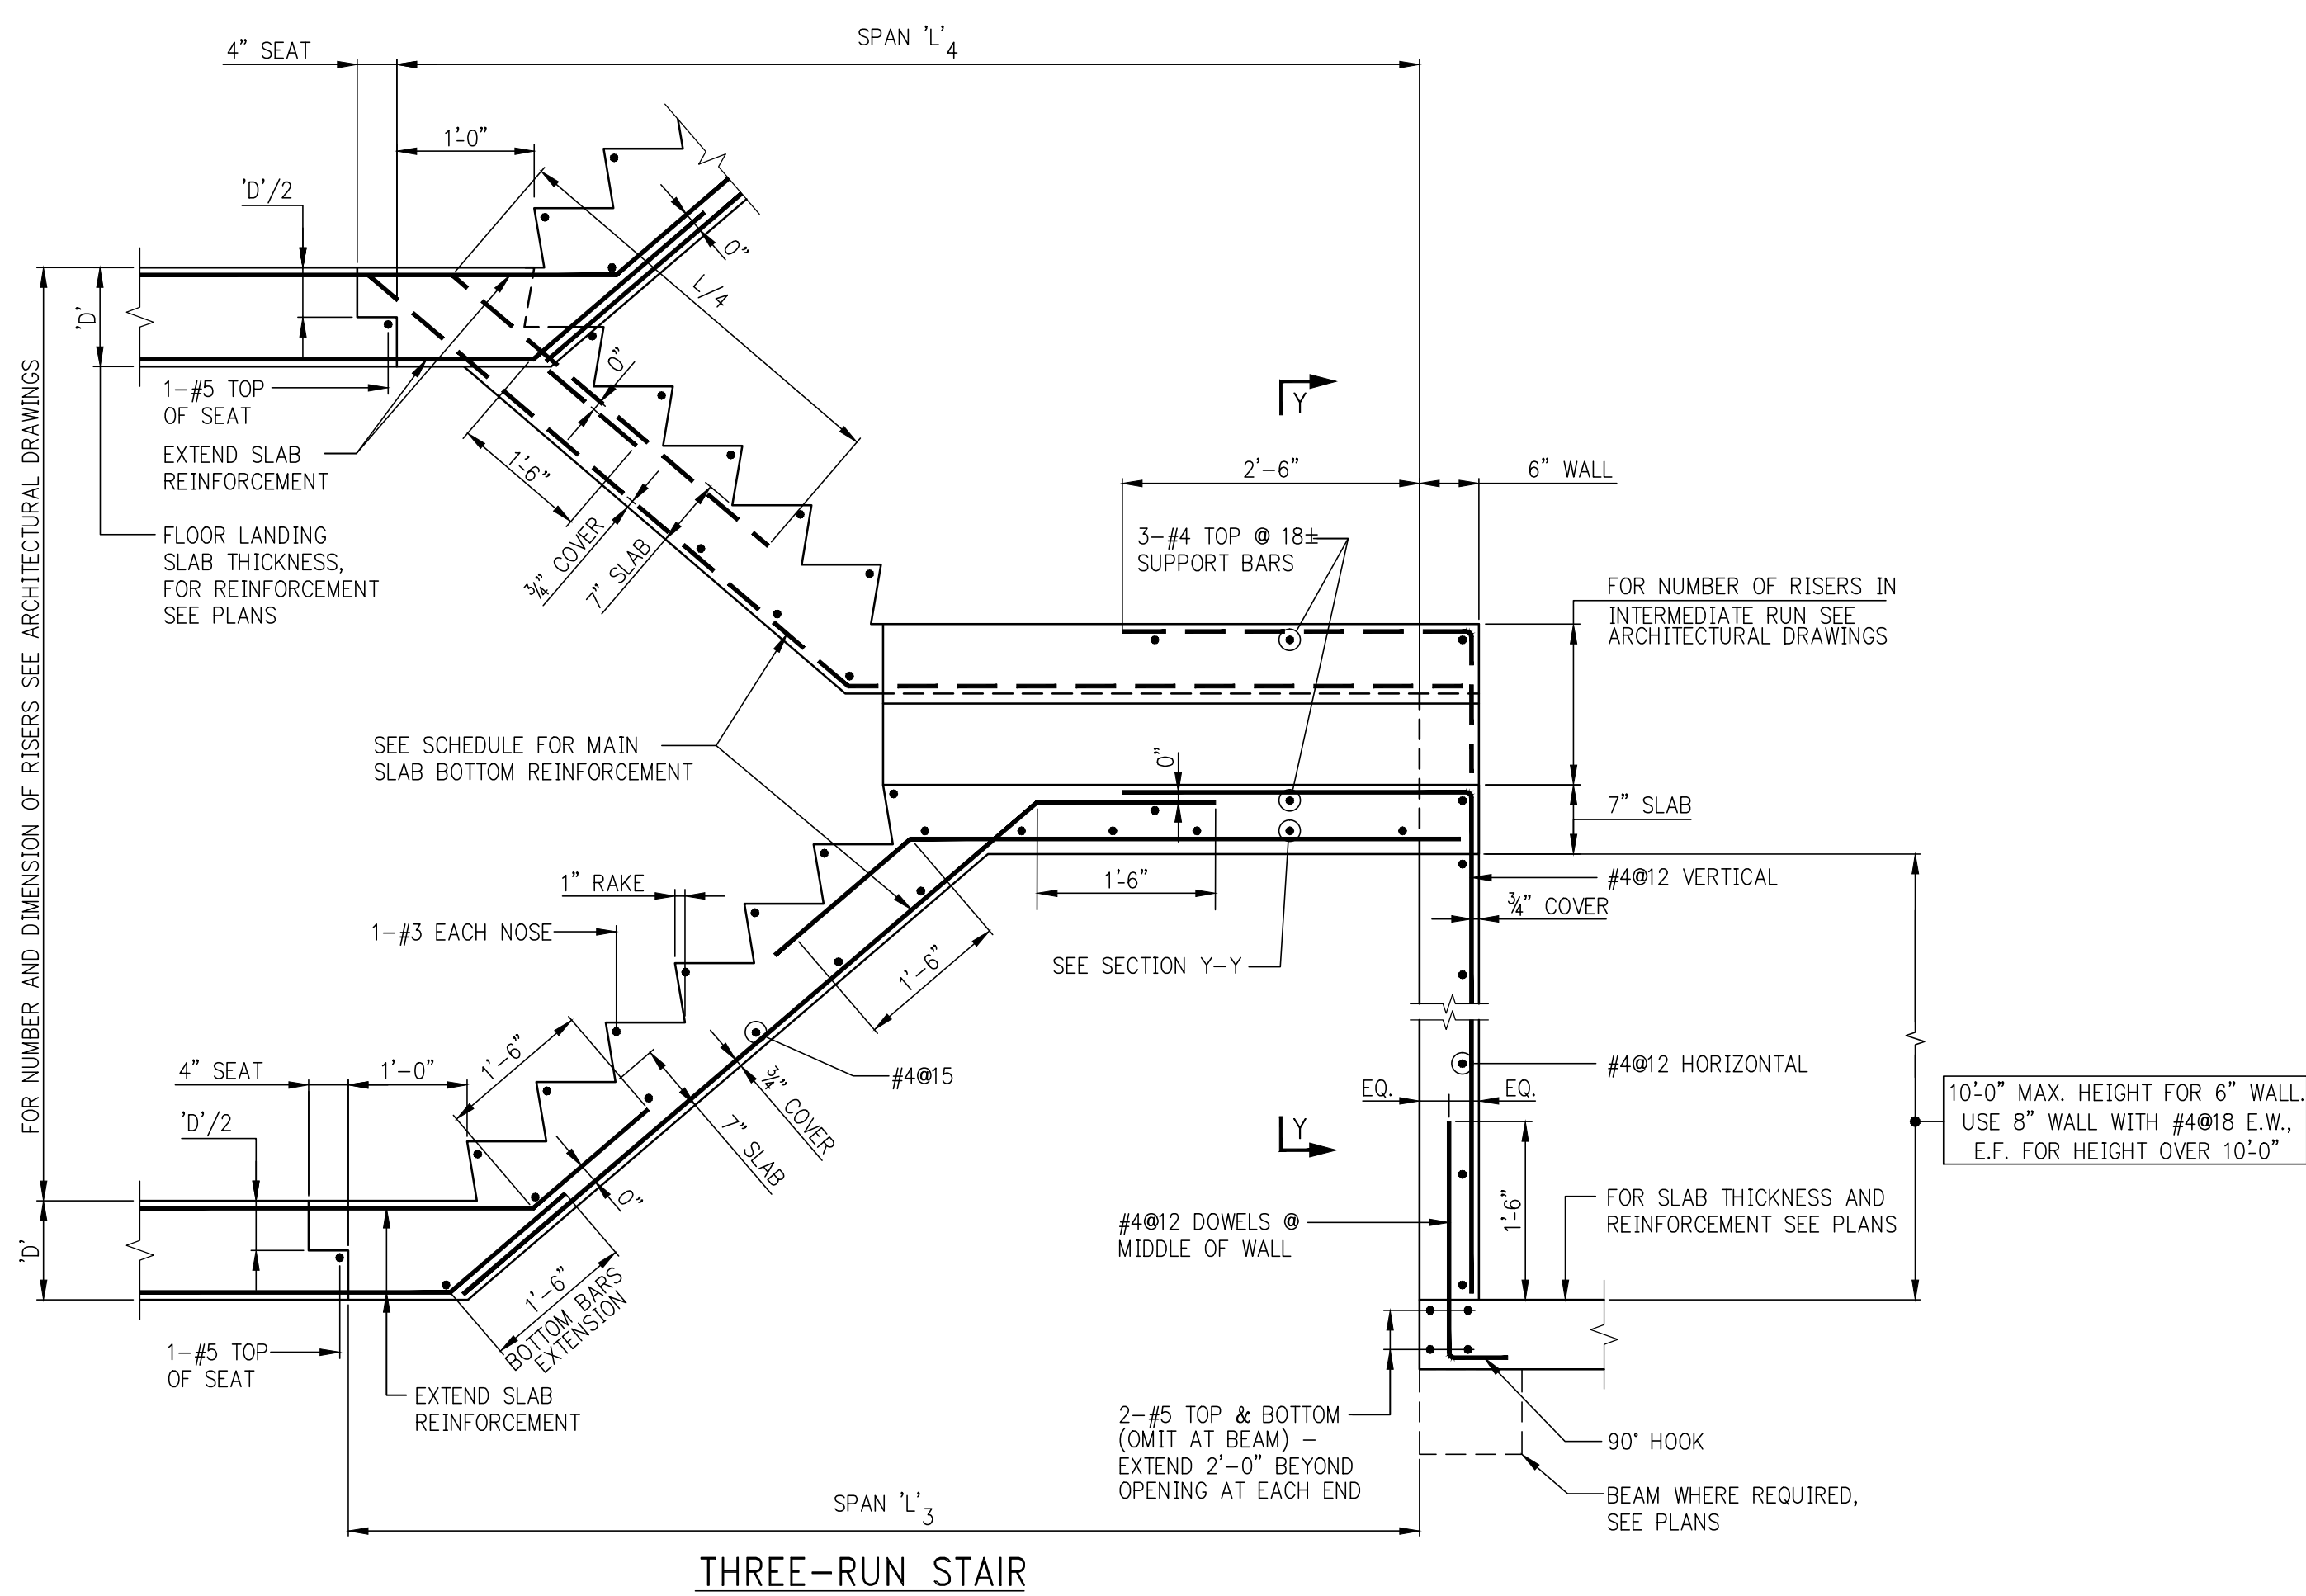 SPAN 'L'4
4" SEAT
1'-0"
'D'/2
'D'
0"
L/4
0"
1-#5 TOP
OF SEAT
EXTEND SLAB
REINFORCEMENT
FLOOR LANDING
SLAB THICKNESS,
FOR REINFORCEMENT
SEE PLANS
FOR NUMBER AND DIMENSION OF RISERS SEE ARCHITECTURAL DRAWINGS
1'-6"
¾" COVER
7" SLAB
Y
2'-6"
6" WALL
3-#4 TOP @ 18±
SUPPORT BARS
FOR NUMBER OF RISERS IN
INTERMEDIATE RUN SEE
ARCHITECTURAL DRAWINGS
SEE SCHEDULE FOR MAIN
SLAB BOTTOM REINFORCEMENT
0"
7" SLAB
1'-6"
#4@12 VERTICAL
¾" COVER
1" RAKE
1-#3 EACH NOSE
1'-6"
SEE SECTION Y-Y
4" SEAT
1'-0"
1'-6"
'D'/2
#4@15
¾" COVER
7" SLAB
0"
#4@12 HORIZONTAL
EQ.
EQ.
Y
10'-0" MAX. HEIGHT FOR 6" WALL.
USE 8" WALL WITH #4@18 E.W.,
E.F. FOR HEIGHT OVER 10'-0"
1'-6"
FOR SLAB THICKNESS AND
REINFORCEMENT SEE PLANS
#4@12 DOWELS @
MIDDLE OF WALL
'D'
1'-6"
BOTTOM BARS
EXTENSION
1-#5 TOP
OF SEAT
EXTEND SLAB
REINFORCEMENT
2-#5 TOP & BOTTOM
(OMIT AT BEAM) -
EXTEND 2'-0" BEYOND
OPENING AT EACH END
90° HOOK
BEAM WHERE REQUIRED,
SEE PLANS
SPAN 'L'3
THREE-RUN STAIR